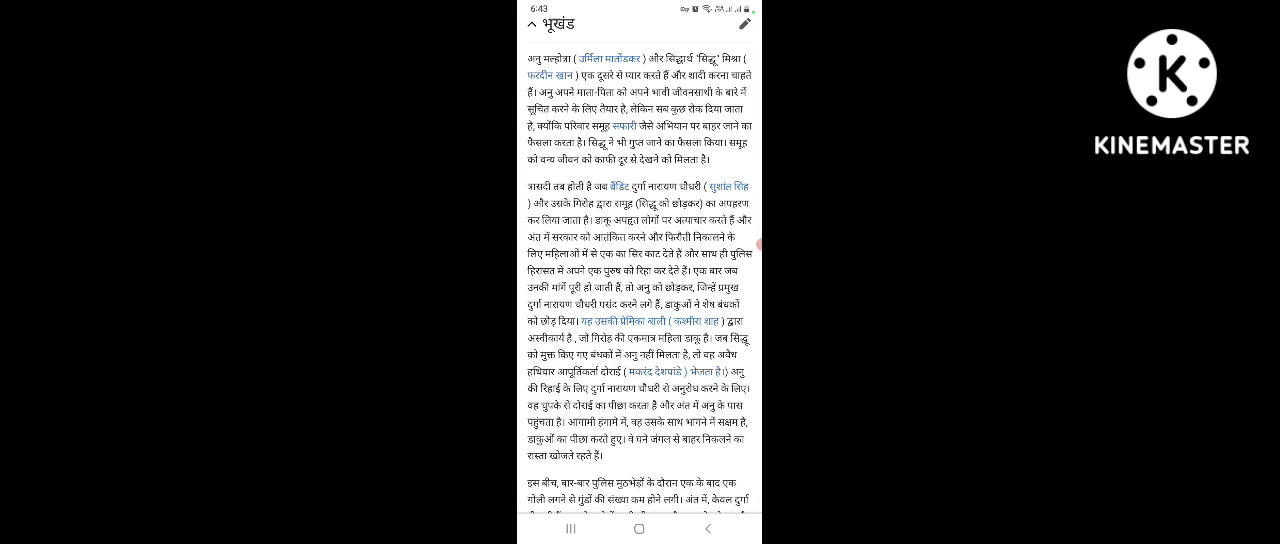 6:43
भूखंड
अनु मल्होत्रा ( उर्मिला मातोंडकर ) और सिद्धार्थ 'सिद्धू' मिश्रा (
फरदीन खान ) एक दूसरे से प्यार करते हैं और शादी करना चाहते
हैं। अनु अपने माता-पिता को अपने भावी जीवनसाथी के बारे में
सूचित करने के लिए तैयार है, लेकिन सब कुछ रोक दिया जाता
है, क्योंकि परिवार समूह सफारी जैसे अभियान पर बाहर जाने का
फैसला करता है। सिद्धू ने भी गुप्त जाने का फैसला किया। समूह
को वन्य जीवन को काफी दूर से देखने को मिलता है।
त्रासदी तब होती है जब बैंडिट दुर्गा नारायण चौधरी ( सुशांत सिंह
) और उसके गिरोह द्वारा समूह (सिद्धू को छोड़कर) का अपहरण
कर लिया जाता है। डाकू अपहृत लोगों पर अत्याचार करते हैं और
अंत में सरकार को आतंकित करने और फिरौती निकालने के
लिए महिलाओं में से एक का सिर काट देते हैं और साथ ही पुलिस
हिरासत में अपने एक पुरुष को रिहा कर देते हैं। एक बार जब
उनकी मांगें पूरी हो जाती हैं, तो अनु को छोड़कर, जिन्हें प्रमुख
दुर्गा नारायण चौधरी पसंद करने लगे हैं, डाकुओं ने शेष बंधकों
को छोड़ दिया। यह उसकी प्रेमिका बाली ( कश्मीरा शाह ) द्वारा
अस्वीकार्य है , जो गिरोह की एकमात्र महिला डाकू है। जब सिद्धू
को मुक्त किए गए बंधकों में अनु नहीं मिलता है, तो वह अवैध
हथियार आपूर्तिकर्ता दोराई ( मकरंद देशपांडे ) भेजता है।) अनु
की रिहाई के लिए दुर्गा नारायण चौधरी से अनुरोध करने के लिए।
वह चुपके से दोराई का पीछा करता है और अंत में अनु के पास
पहुंचता है। आगामी हंगामे में, वह उसके साथ भागने में सक्षम है,
डाकुओं का पीछा करते हुए। वे घने जंगल से बाहर निकलने का
रास्ता खोजते रहते हैं।
इस बीच, बार-बार पुलिस मुठभेड़ों के दौरान एक के बाद एक
गोली लगने से गुंडों की संख्या कम होने लगी। अंत में, केवल दुर्गा
K
KINEMASTER